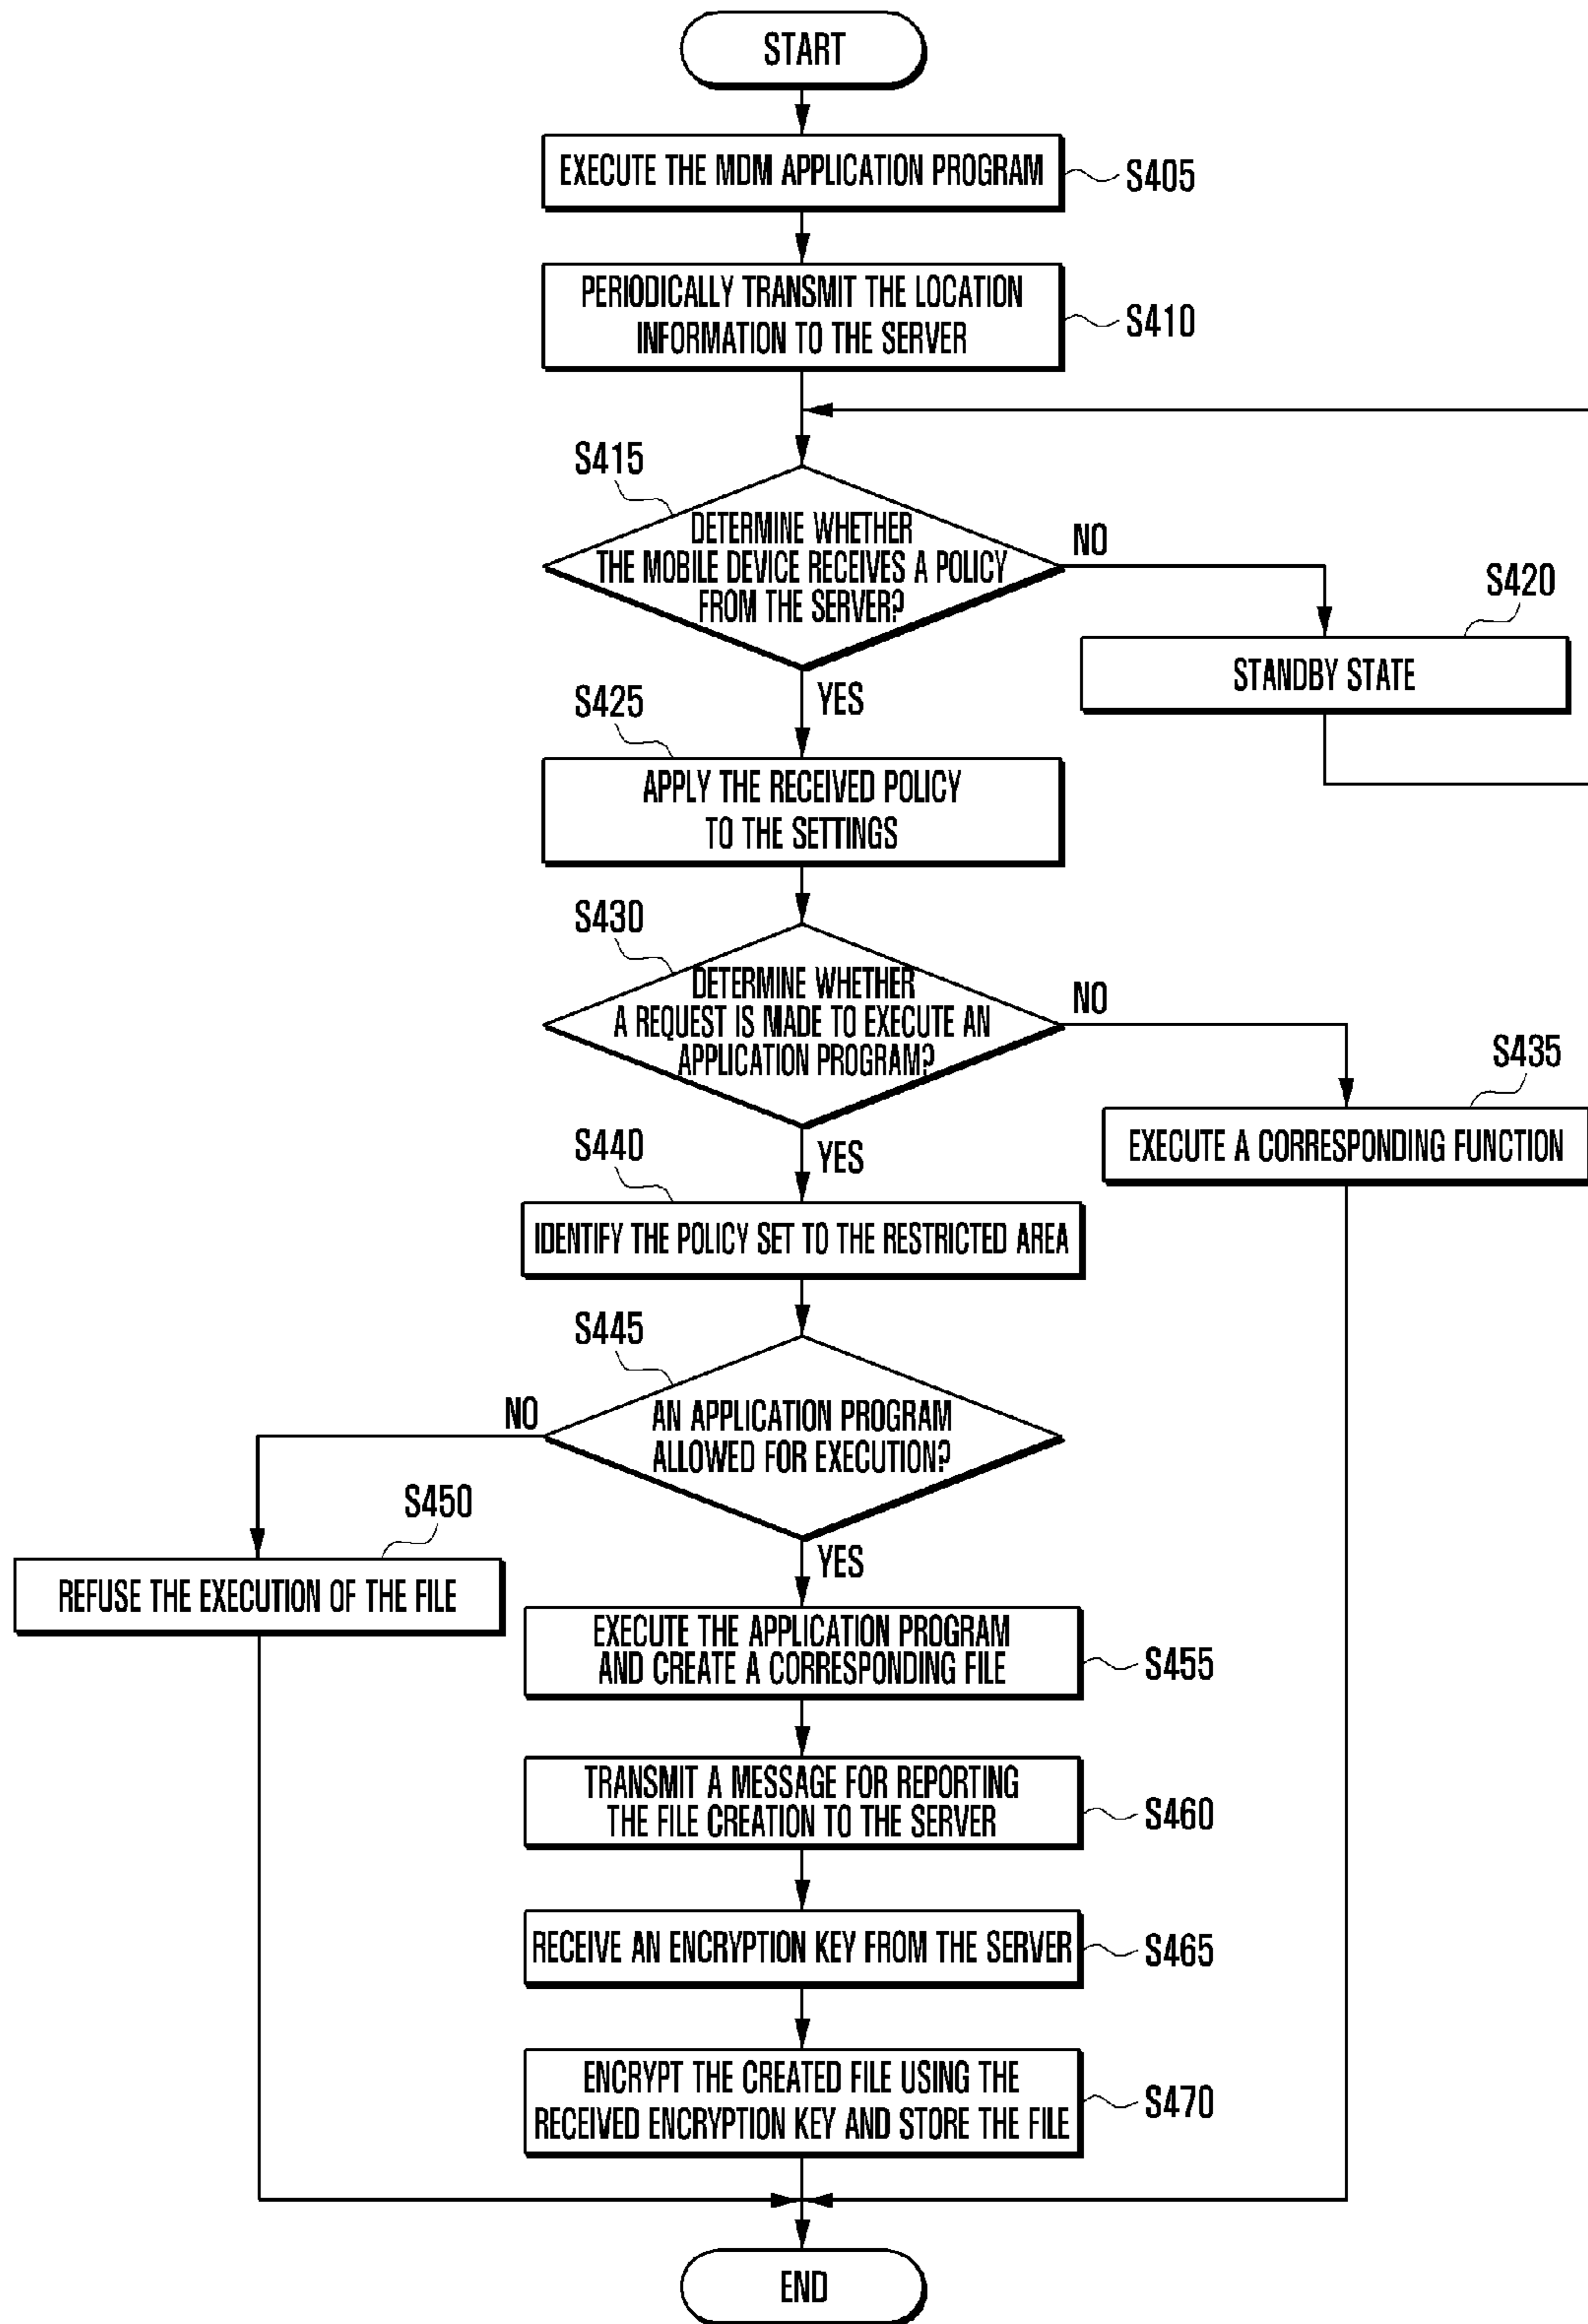 START
EXECUTE THE MDM APPLICATION PROGRAM
S405
PERIODICALLY TRANSMIT THE LOCATION
INFORMATION TO THE SERVER
S410
S415
DETERMINE WHETHER
THE MOBILE DEVICE RECEIVES A POLICY
FROM THE SERVER?
NO
S420
STANDBY STATE
YES
S425
APPLY THE RECEIVED POLICY
TO THE SETTINGS
S430
DETERMINE WHETHER
A REQUEST IS MADE TO EXECUTE AN
APPLICATION PROGRAM?
NO
S435
EXECUTE A CORRESPONDING FUNCTION
YES
S440
IDENTIFY THE POLICY SET TO THE RESTRICTED AREA
S445
AN APPLICATION PROGRAM
ALLOWED FOR EXECUTION?
NO
S450
REFUSE THE EXECUTION OF THE FILE
YES
EXECUTE THE APPLICATION PROGRAM
AND CREATE A CORRESPONDING FILE
S455
TRANSMIT A MESSAGE FOR REPORTING
THE FILE CREATION TO THE SERVER
S460
RECEIVE AN ENCRYPTION KEY FROM THE SERVER
S465
ENCRYPT THE CREATED FILE USING THE
RECEIVED ENCRYPTION KEY AND STORE THE FILE
S470
END